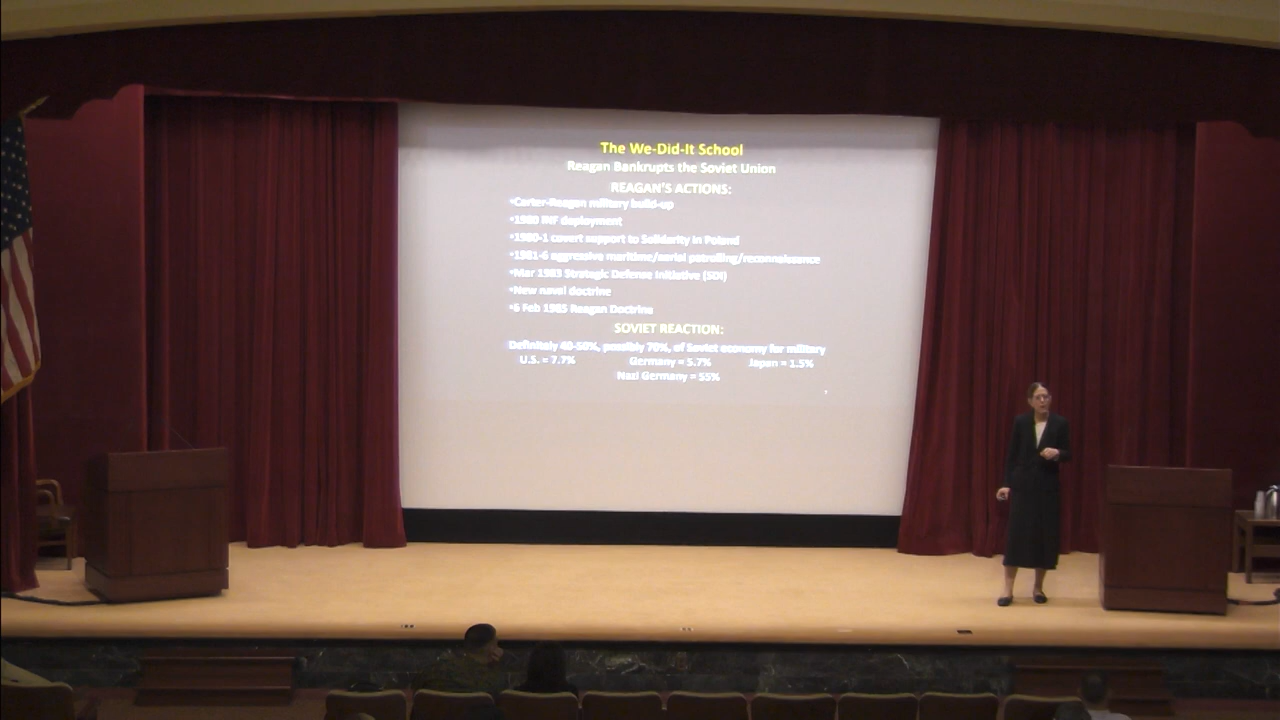 The We-Did-It School
Reagan Bankrupts the Soviet Union
REAGAN'S ACTIONS:
•Carter-Reagan military build-up
•1980 INF deployment
•1980-1 covert support to Solidarity in Poland
•1981-6 aggressive maritime/aerial patrolling/reconnaissance
•Mar 1983 Strategic Defense Initiative (SDI)
•New naval doctrine
•6 Feb 1985 Reagan Doctrine
SOVIET REACTION:
Definitely 40-50%, possibly 70%, of Soviet economy for military
U.S. = 7.7% Germany = 5.7% Japan = 1.5%
Nazi Germany = 55%